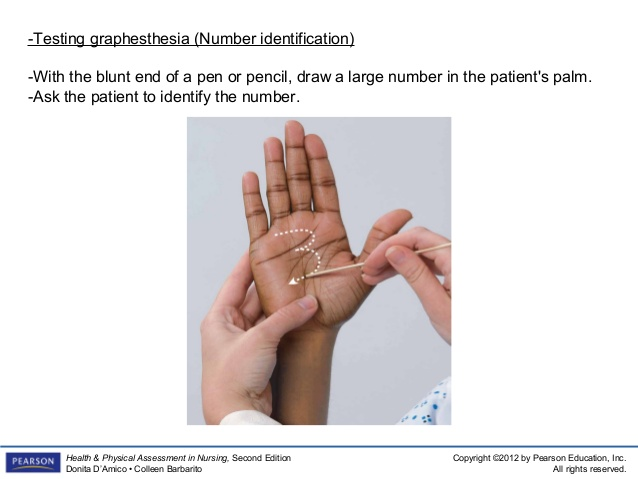 -Testing graphesthesia (Number identification)
-With the blunt end of a pen or pencil, draw a large number in the patient's palm.
-Ask the patient to identify the number.
PEARSON
Health & Physical Assessment in Nursing, Second Edition
Donita D'Amico • Colleen Barbarito
Copyright ©2012 by Pearson Education, Inc.
All rights reserved.